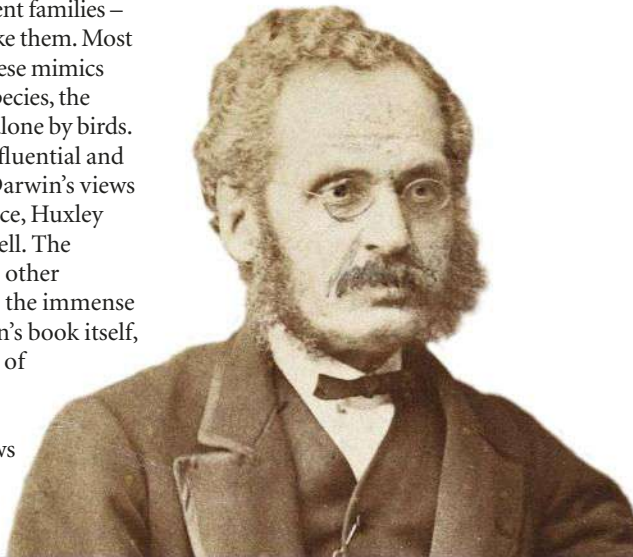 ent families –
ke them. Most
ese mimics
pecies, the
alone by birds.
fluential and
Darwin's views
ce, Huxley
ell. The
other
the immense
n's book itself,
of
ws